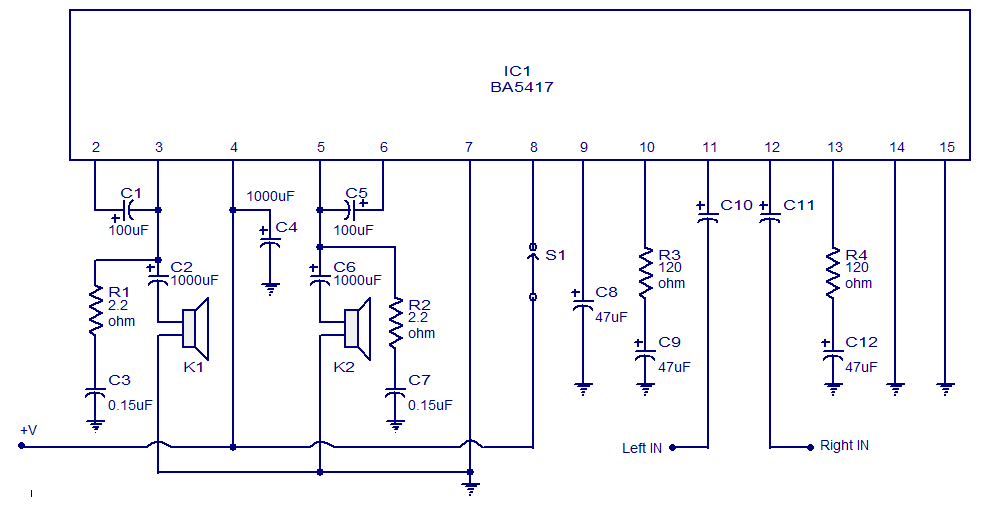 IC1
BA5417
2 3 4 5 6 7 8 9 10 11 12 13 14 15
C1
+
100uF
1000uF
+
C4
C5
+
100uF
+
C10
+
C11
+
C2
1000uF
+
C6
1000uF
S1
R3
120
ohm
R4
120
ohm
R1
2.2
ohm
R2
2.2
ohm
+
C8
47uF
K1
K2
+
C9
47uF
+
C12
47uF
C3
0.15uF
C7
0.15uF
+V
Left IN
Right IN